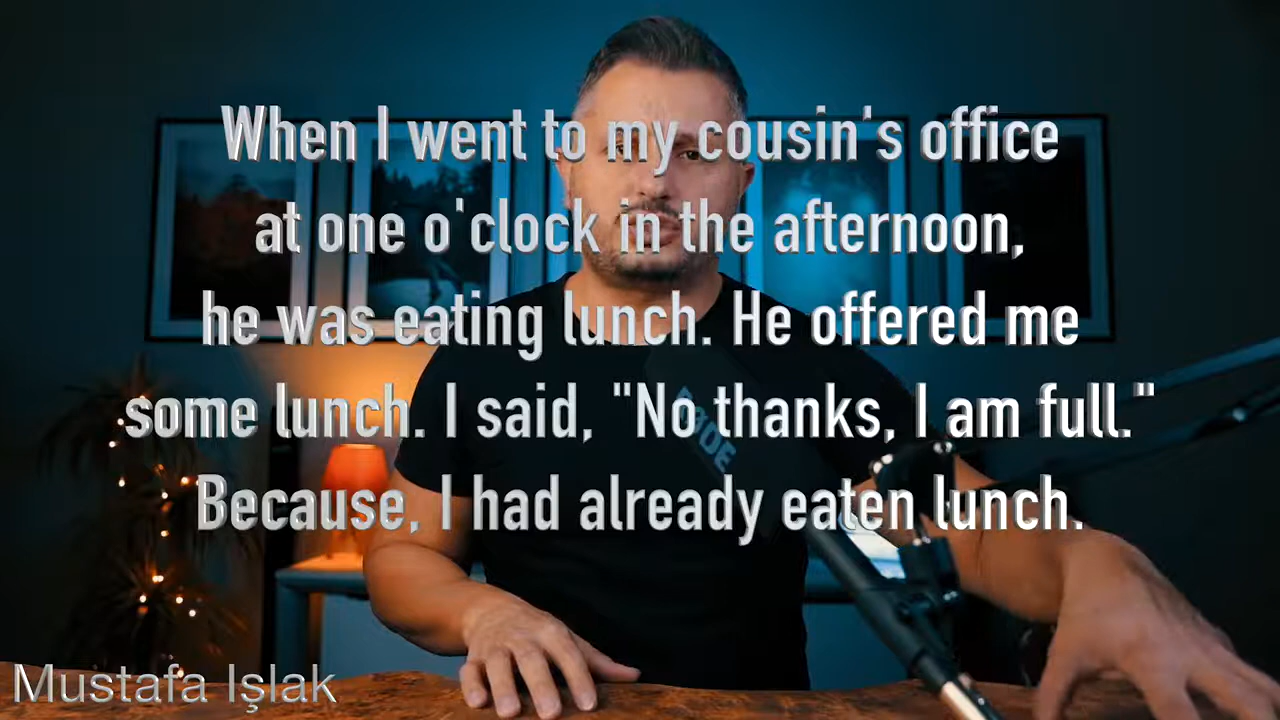 When I went to my cousin's office
at one o'clock in the afternoon,
he was eating lunch. He offered me
some lunch. I said, "No thanks, I am full."
Because, I had already eaten lunch.
RØDE
Mustafa Işlak